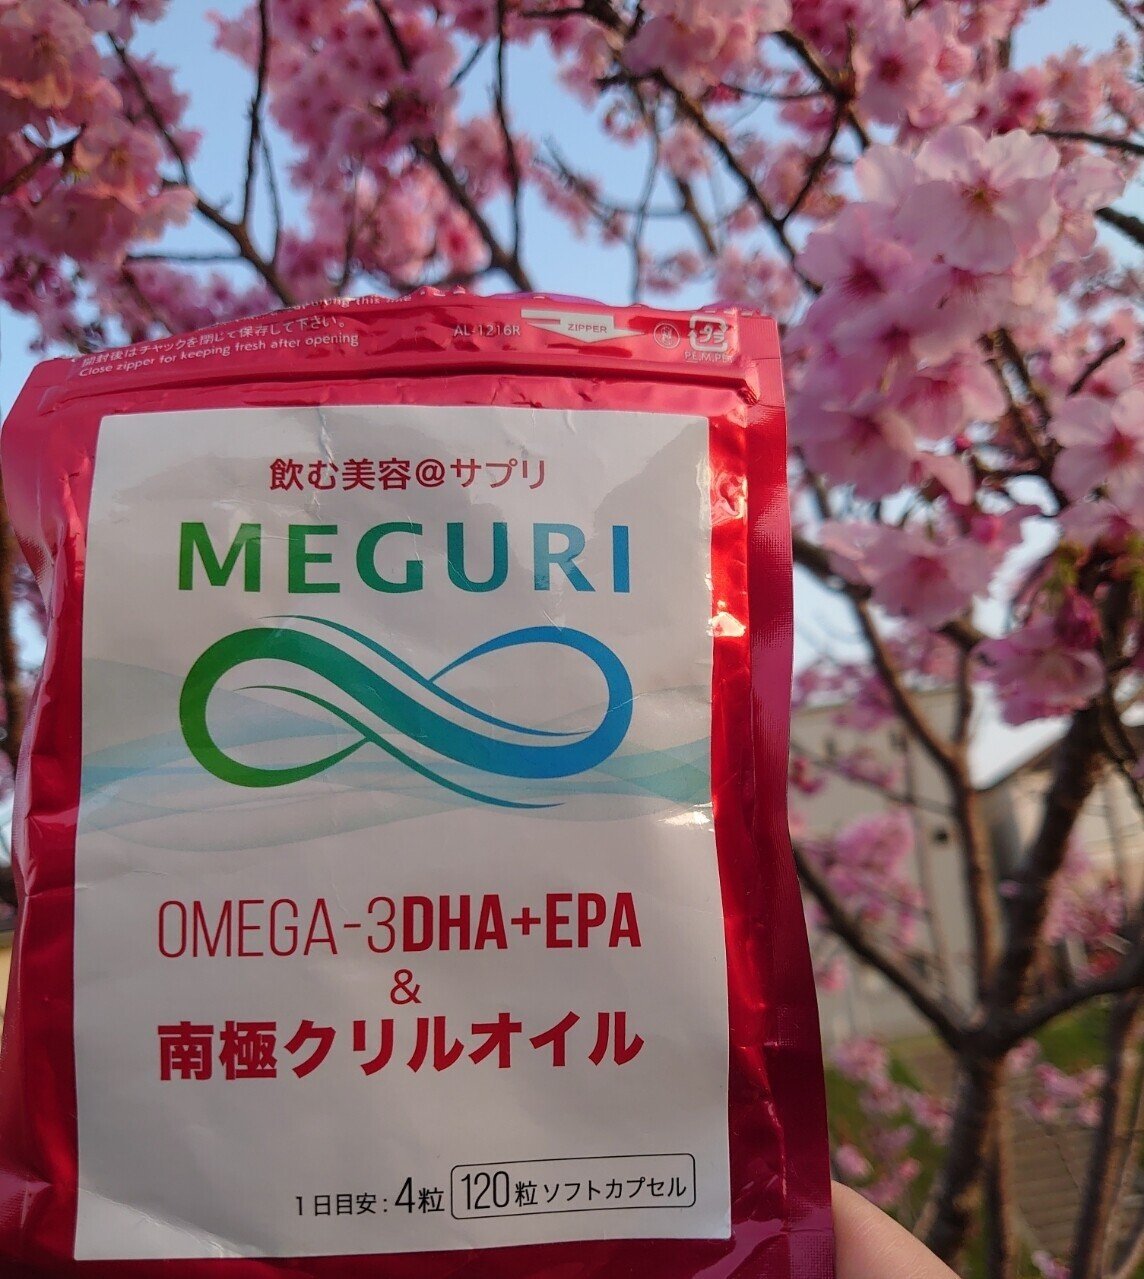 開封後はチャックを閉じて保存して下さい。
Close zipper for keeping fresh after opening
AL-1216R
ZIPPER
プラ
P.E,M,PET
飲む美容@サプリ
MEGURI
OMEGA-3DHA+EPA
&
南極クリルオイル
1日目安:4粒 120粒ソフトカプセル